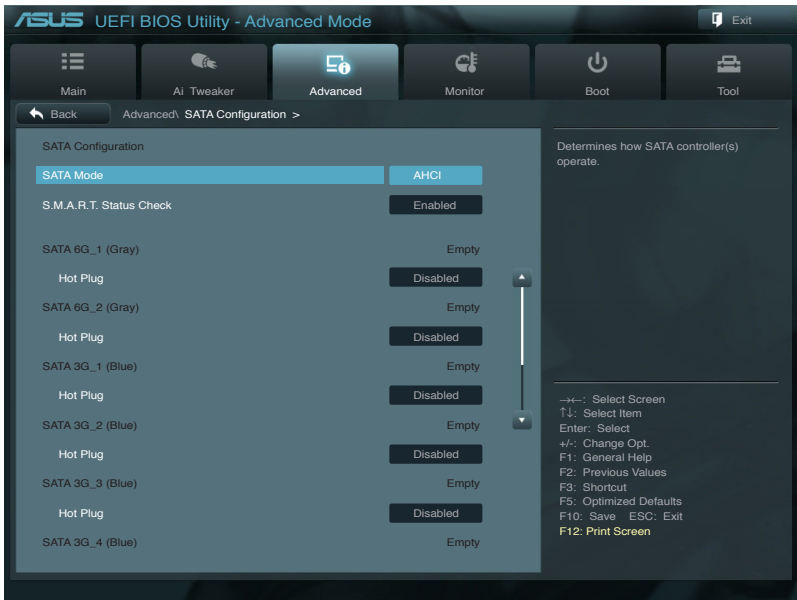 ASUS UEFI BIOS Utility - Advanced Mode
Exit
Main
Ai Tweaker
Advanced
Monitor
Boot
Tool
Back
Advanced\ SATA Configuration >
SATA Configuration
SATA Mode AHCI
S.M.A.R.T. Status Check Enabled
SATA 6G_1 (Gray) Empty
Hot Plug Disabled
SATA 6G_2 (Gray) Empty
Hot Plug Disabled
SATA 3G_1 (Blue) Empty
Hot Plug Disabled
SATA 3G_2 (Blue) Empty
Hot Plug Disabled
SATA 3G_3 (Blue) Empty
Hot Plug Disabled
SATA 3G_4 (Blue) Empty
Determines how SATA controller(s)
operate.
→←: Select Screen
↑↓: Select Item
Enter: Select
+/-: Change Opt.
F1: General Help
F2: Previous Values
F3: Shortcut
F5: Optimized Defaults
F10: Save ESC: Exit
F12: Print Screen